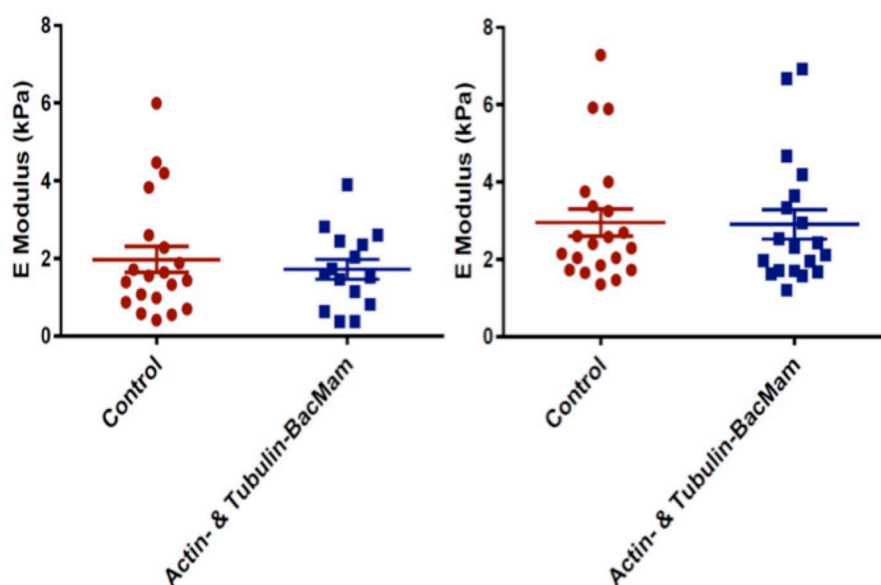 E Modulus (kPa)
8
6
4
2
0
Control
Actin- & Tubulin-BacMam
E Modulus (kPa)
8
6
4
2
0
Control
Actin- & Tubulin-BacMam